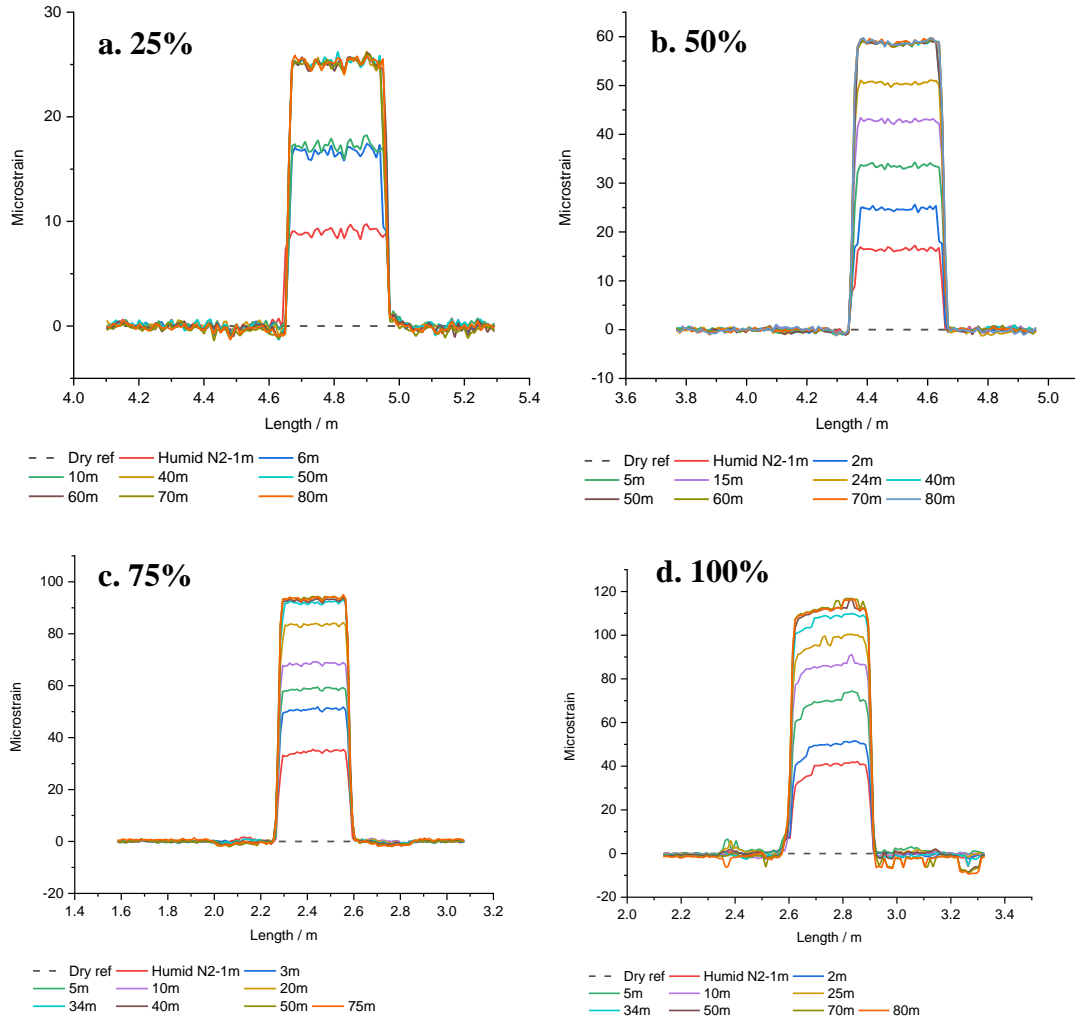 a. 25%
30
20
10
0
Microstrain
4.0 4.2 4.4 4.6 4.8 5.0 5.2 5.4
Length / m
Dry ref Humid N2-1m 6m
10m 40m 50m
60m 70m 80m
b. 50%
60
50
40
30
20
10
0
-10
Microstrain
3.6 3.8 4.0 4.2 4.4 4.6 4.8 5.0
Length / m
Dry ref Humid N2-1m 2m
5m 15m 24m 40m
50m 60m 70m 80m
c. 75%
100
80
60
40
20
0
-20
Microstrain
1.4 1.6 1.8 2.0 2.2 2.4 2.6 2.8 3.0 3.2
Length / m
Dry ref Humid N2-1m 3m
5m 10m 20m
34m 40m 50m 75m
d. 100%
120
100
80
60
40
20
0
-20
Microstrain
2.0 2.2 2.4 2.6 2.8 3.0 3.2 3.4
Length / m
Dry ref Humid N2-1m 2m
5m 10m 25m
34m 50m 70m 80m